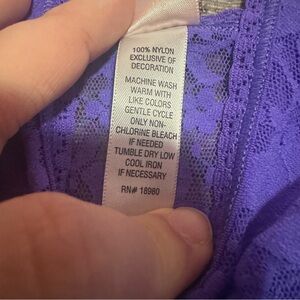 100% NYLON
EXCLUSIVE OF
DECORATION
MACHINE WASH
WARM WITH
LIKE COLORS
GENTLE CYCLE
ONLY NON-
CHLORINE BLEACH
IF NEEDED
TUMBLE DRY LOW
COOL IRON
IF NECESSARY
RN# 18980